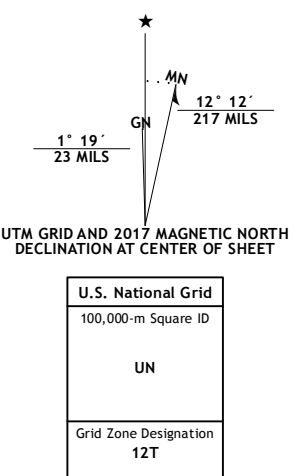 ★
MN
GN
12° 12´
217 MILS
1° 19´
23 MILS
UTM GRID AND 2017 MAGNETIC NORTH
DECLINATION AT CENTER OF SHEET
U.S. National Grid
100,000-m Square ID
UN
Grid Zone Designation
12T